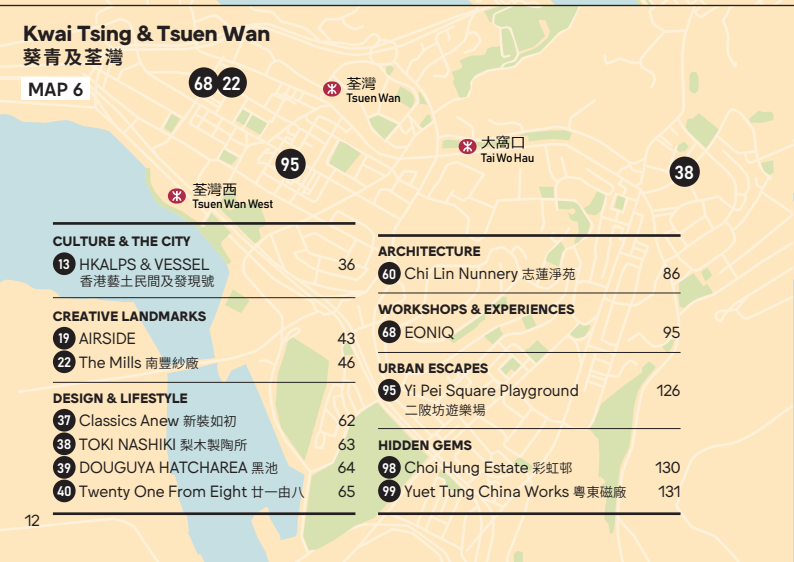 Kwai Tsing & Tsuen Wan
葵青及荃灣
MAP 6
68 22
荃灣
Tsuen Wan
大窩口
Tai Wo Hau
95
38
荃灣西
Tsuen Wan West
CULTURE & THE CITY
13 HKALPS & VESSEL 36
香港藝土民間及發現號
CREATIVE LANDMARKS
19 AIRSIDE 43
22 The Mills 南豐紗廠 46
DESIGN & LIFESTYLE
37 Classics Anew 新裝如初 62
38 TOKI NASHIKI 梨木製陶所 63
39 DOUGUYA HATCHAREA 黑池 64
40 Twenty One From Eight 廿一由八 65
ARCHITECTURE
60 Chi Lin Nunnery 志蓮淨苑 86
WORKSHOPS & EXPERIENCES
68 EONIQ 95
URBAN ESCAPES
95 Yi Pei Square Playground 126
二陂坊遊樂場
HIDDEN GEMS
98 Choi Hung Estate 彩虹邨 130
99 Yuet Tung China Works 粵東磁廠 131
12